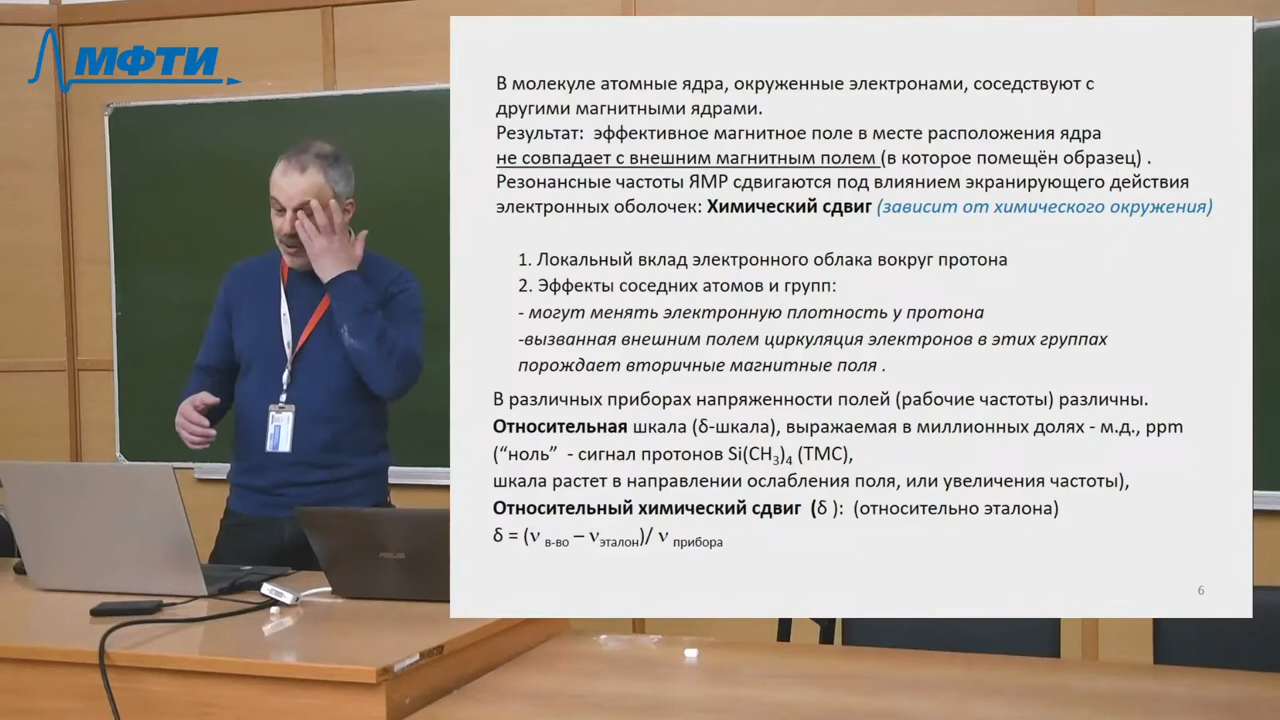 МФТИ
В молекуле атомные ядра, окруженные электронами, соседствуют с
другими магнитными ядрами.
Результат: эффективное магнитное поле в месте расположения ядра
не совпадает с внешним магнитным полем (в которое помещён образец) .
Резонансные частоты ЯМР сдвигаются под влиянием экранирующего действия
электронных оболочек: Химический сдвиг (зависит от химического окружения)
1. Локальный вклад электронного облака вокруг протона
2. Эффекты соседних атомов и групп:
- могут менять электронную плотность у протона
-вызванная внешним полем циркуляция электронов в этих группах
порождает вторичные магнитные поля .
В различных приборах напряженности полей (рабочие частоты) различны.
Относительная шкала (δ-шкала), выражаемая в миллионных долях - м.д., ppm
(“ноль” - сигнал протонов Si(CH3)4 (ТМС),
шкала растет в направлении ослабления поля, или увеличения частоты),
Относительный химический сдвиг (δ ): (относительно эталона)
δ = (ν в-во – νэталон)/ ν прибора
6
ASUS